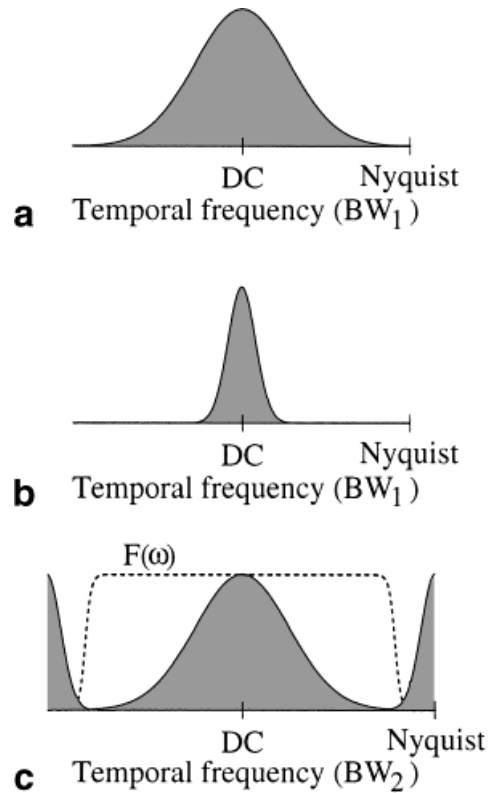 DC Nyquist
a Temporal frequency (BW1)
DC Nyquist
b Temporal frequency (BW1)
F(ω)
DC Nyquist
c Temporal frequency (BW2)